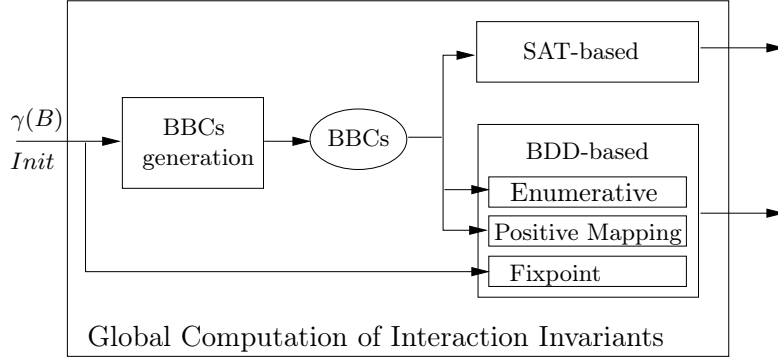 SAT-based
γ(B)
Init
BBCs
generation
BBCs
BDD-based
Enumerative
Positive Mapping
Fixpoint
Global Computation of Interaction Invariants